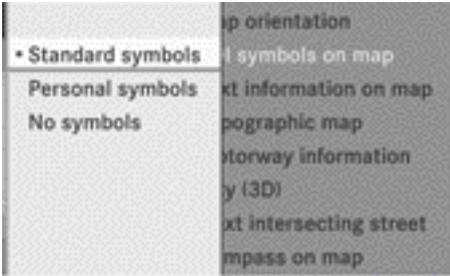 • Standard symbols
Personal symbols
No symbols
orientation
symbols on map
information on map
map
information
(3D)
intersecting street
on map